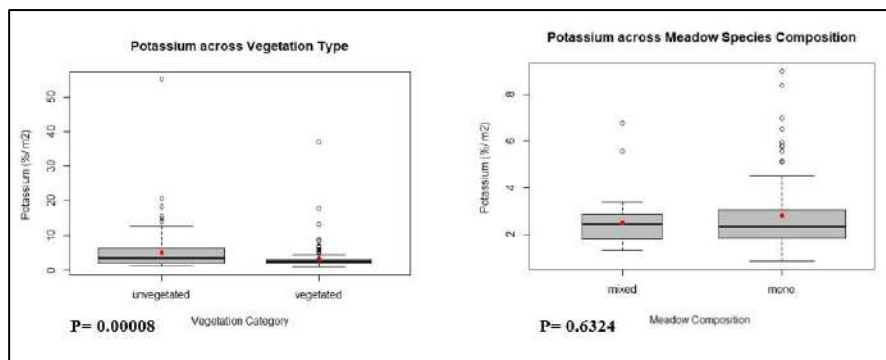 Potassium across Vegetation Type
Potassium (%/m2)
50
40
30
20
10
0
unvegetated vegetated
P= 0.00008 Vegetation Category
Potassium across Meadow Species Composition
Potassium (%/m2)
8
6
4
2
mixed mono
P= 0.6324 Meadow Composition